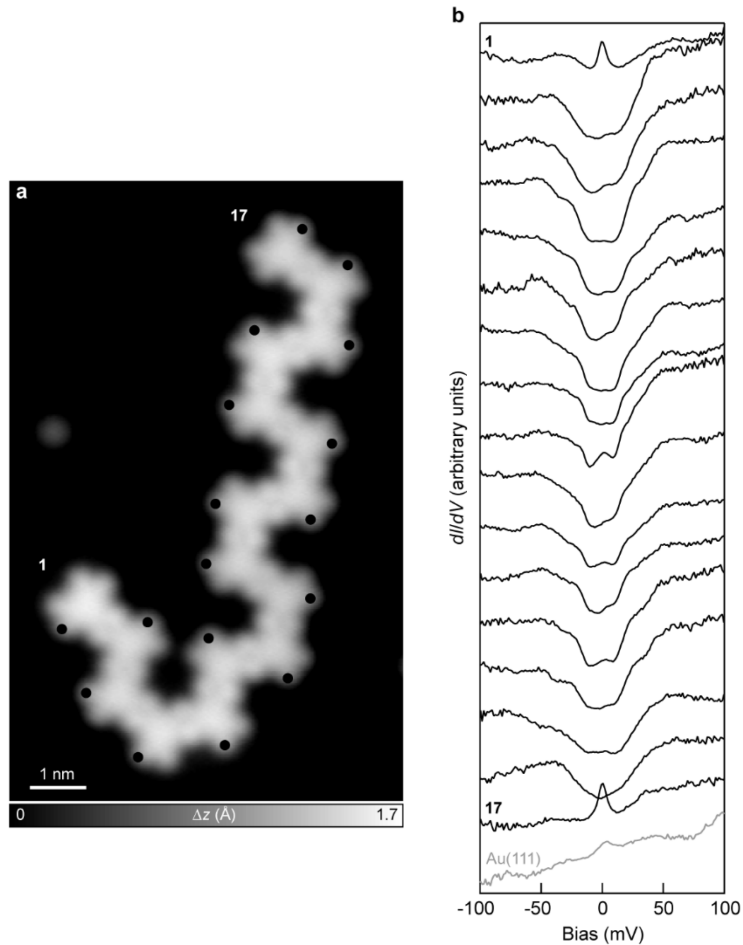 a
17
1
1 nm
0 Δz (Å) 1.7
b
1
17
Au(111)
dI/dV (arbitrary units)
-100 -50 0 50 100
Bias (mV)